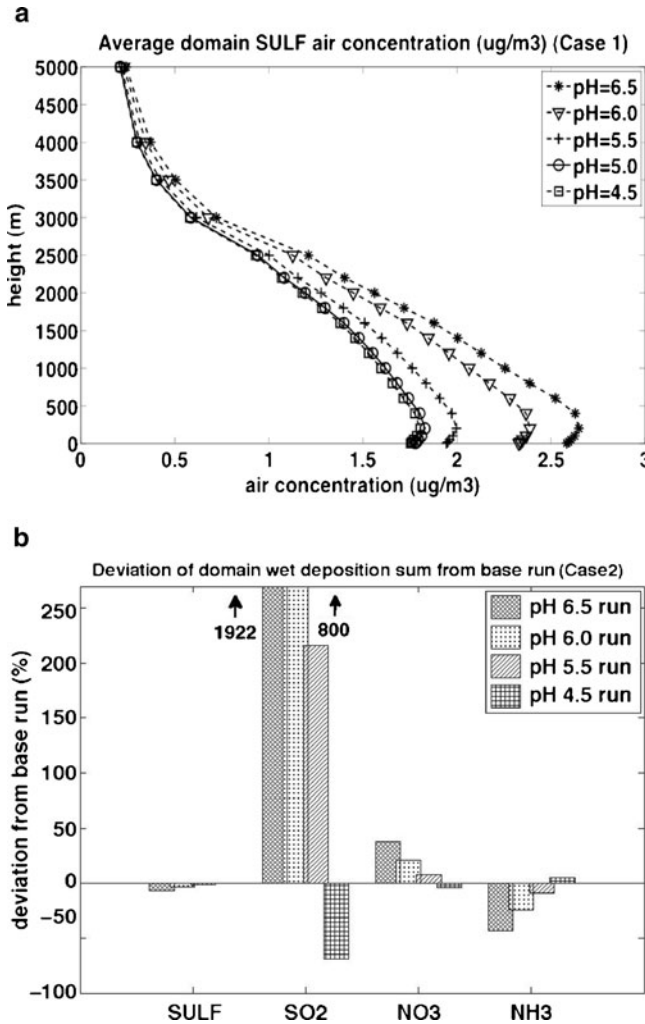 a
Average domain SULF air concentration (ug/m3) (Case 1)
5000
4500
4000
3500
3000
2500
2000
1500
1000
500
0
height (m)
pH=6.5
pH=6.0
pH=5.5
pH=5.0
pH=4.5
0 0.5 1 1.5 2 2.5 3
air concentration (ug/m3)
b
Deviation of domain wet deposition sum from base run (Case2)
250
200
150
100
50
0
−50
−100
deviation from base run (%)
1922
800
pH 6.5 run
pH 6.0 run
pH 5.5 run
pH 4.5 run
SULF SO2 NO3 NH3